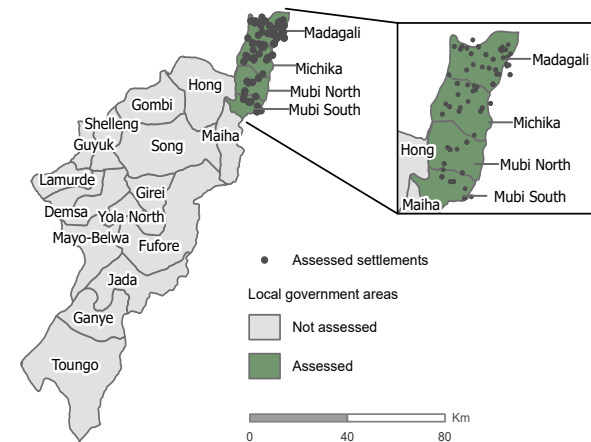 Madagali
Michika
Mubi North
Mubi South
Hong
Gombi
Shelleng
Guyuk
Song
Maiha
Lamurde
Girei
Demsa
Yola North
Mayo-Belwa
Fufore
Jada
Ganye
Toungo
Madagali
Michika
Hong
Mubi North
Mubi South
Maiha
Assessed settlements
Local government areas
Not assessed
Assessed
Km
0 40 80